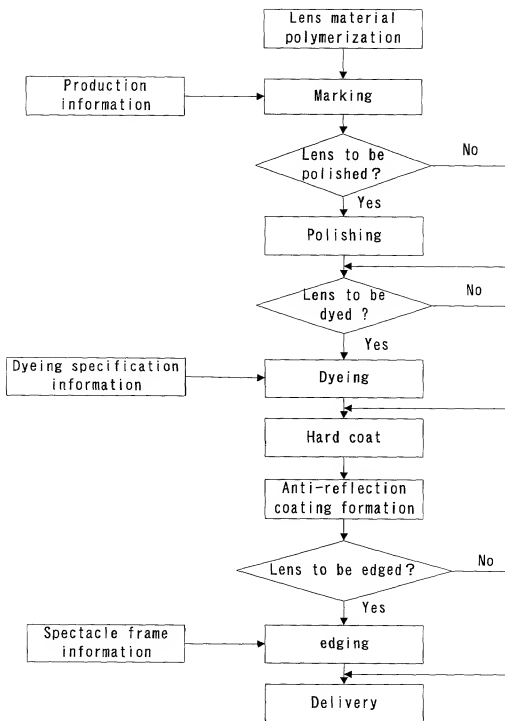 Lens material
polymerization
Production
information
Marking
Lens to be
polished?
No
Yes
Polishing
Lens to be
dyed ?
No
Yes
Dyeing specification
information
Dyeing
Hard coat
Anti-reflection
coating formation
Lens to be edged?
No
Yes
Spectacle frame
information
edging
Delivery